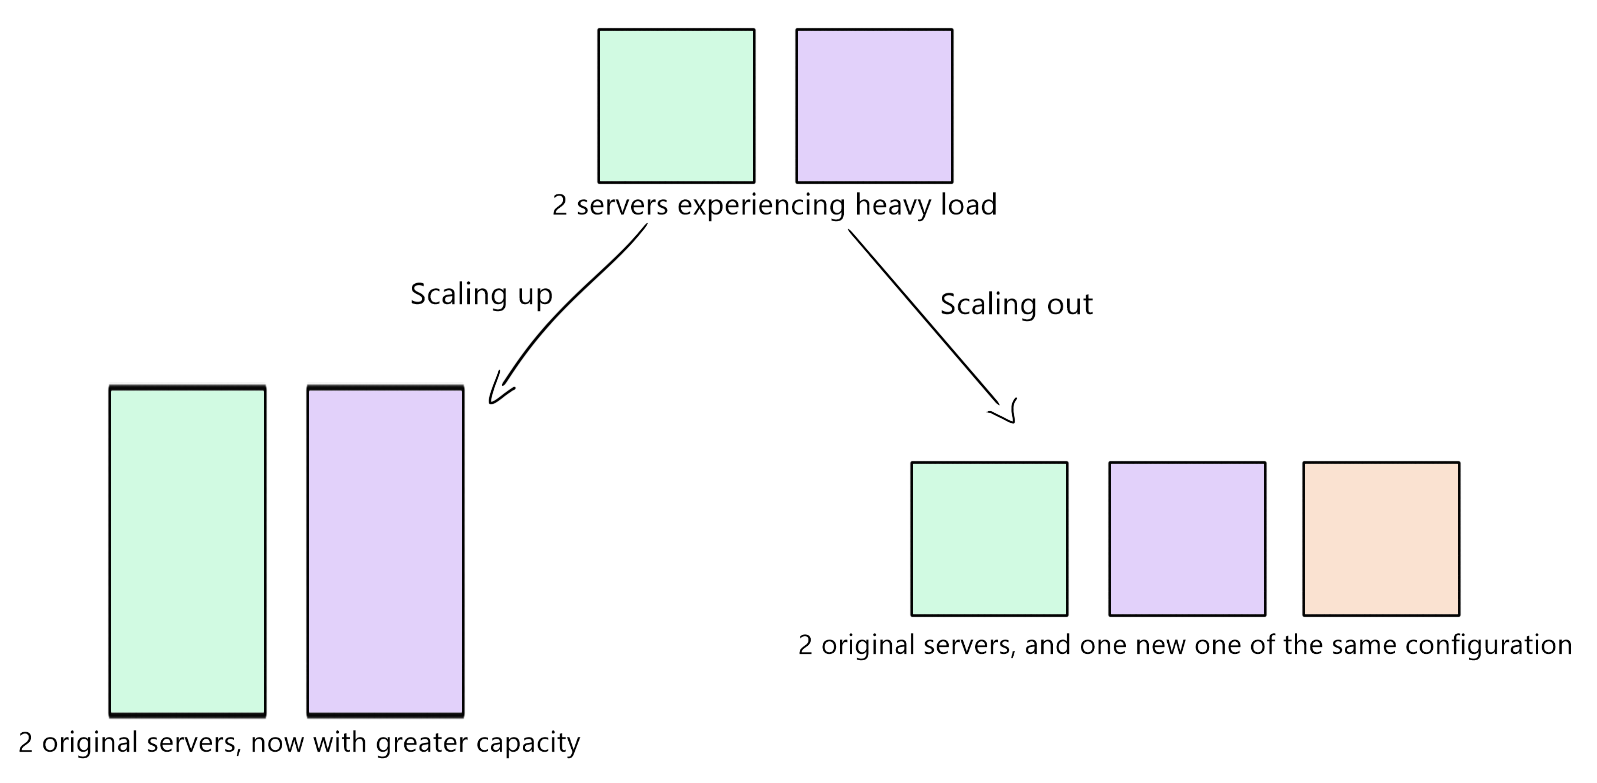 2 servers experiencing heavy load
Scaling up
Scaling out
2 original servers, and one new one of the same configuration
2 original servers, now with greater capacity